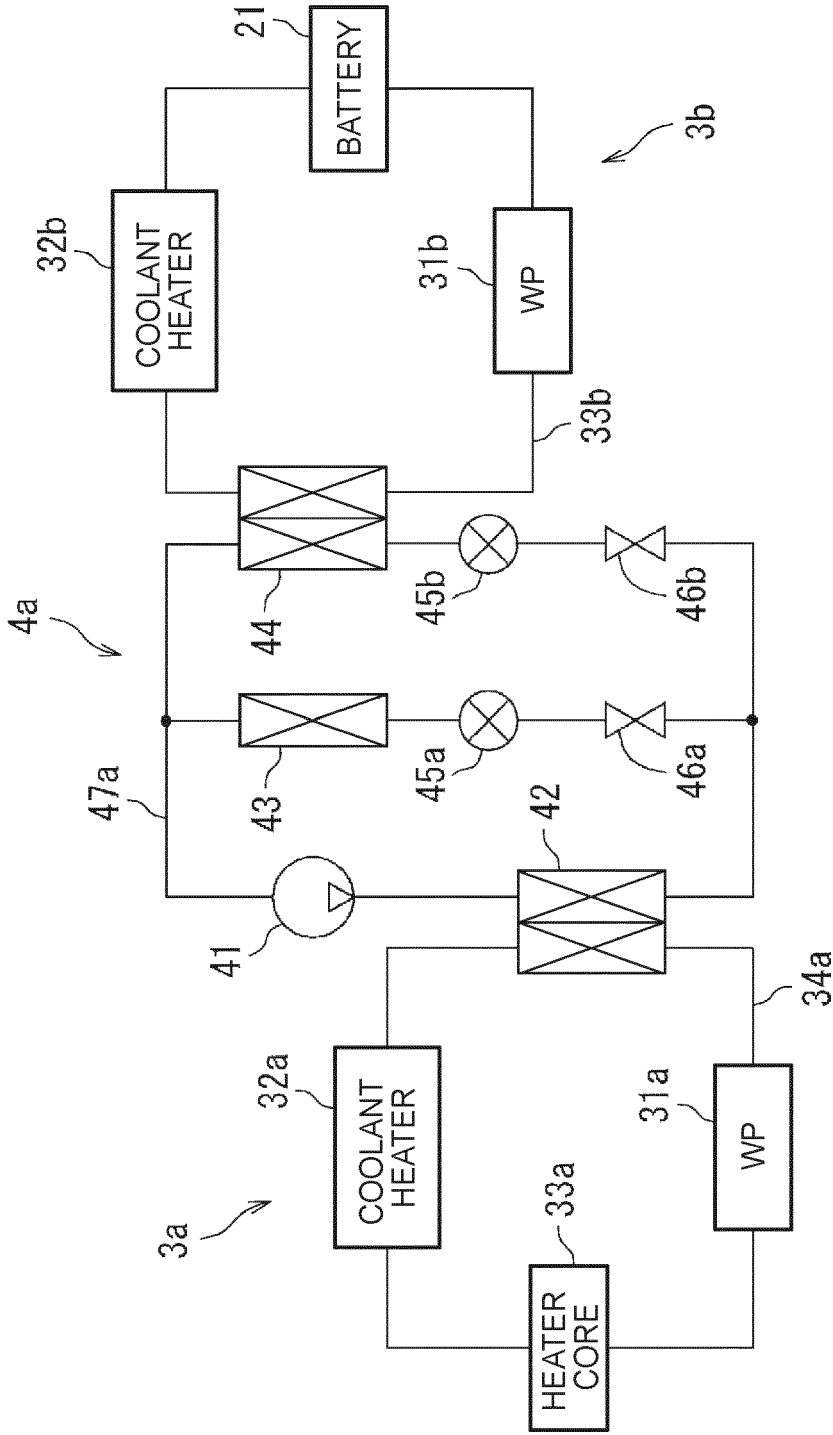 4a
32b
47a
COOLANT
HEATER
3a
41
21
43
44
32a
BATTERY
COOLANT
HEATER
45a
45b
31b
42
WP
33a
HEATER
CORE
33b
31a
46a
46b
3b
WP
34a